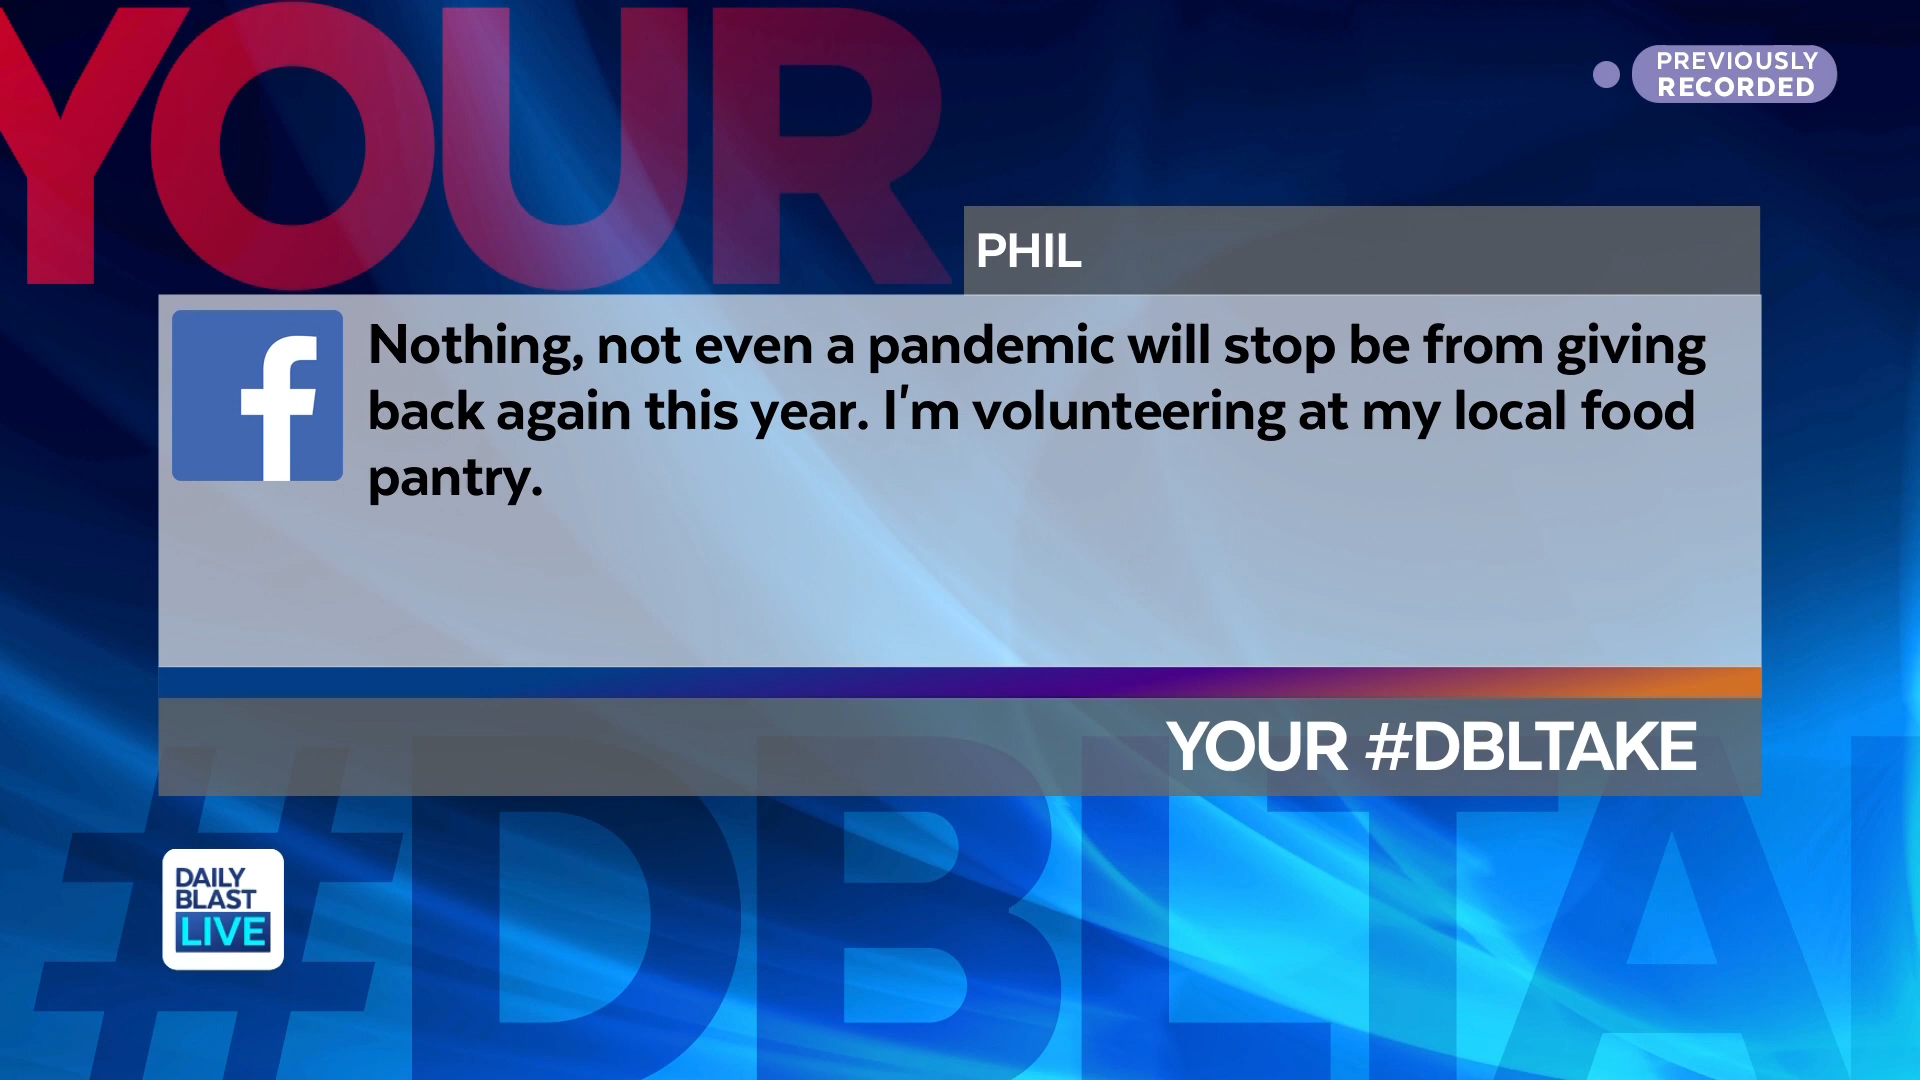 YOUR
PREVIOUSLY
RECORDED
PHIL
Nothing, not even a pandemic will stop be from giving
back again this year. I'm volunteering at my local food
pantry.
YOUR #DBLTAKE
#DBLTA
DAILY
BLAST
LIVE